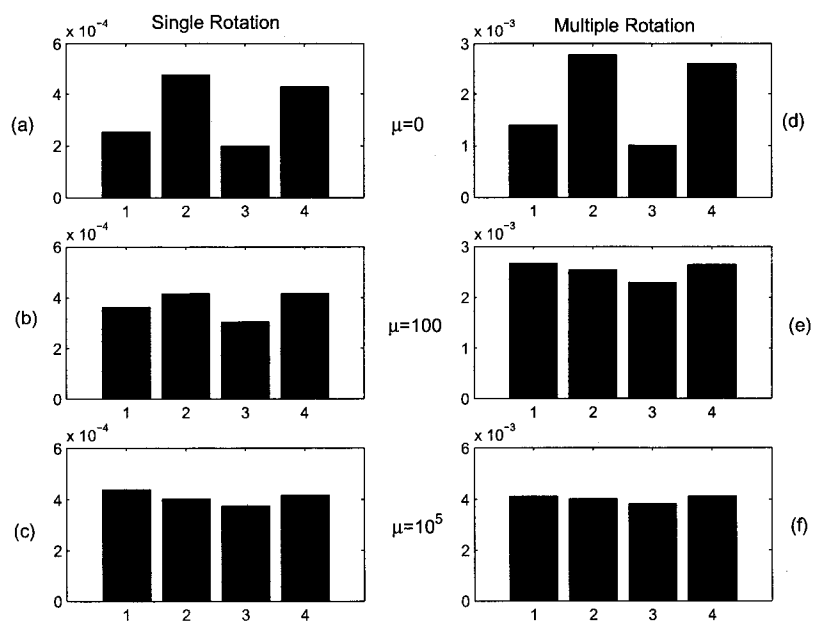 Single Rotation
Multiple Rotation
x 10⁻⁴
6
4
2
0
1 2 3 4
(a)
μ=0
x 10⁻³
3
2
1
0
1 2 3 4
(d)
x 10⁻⁴
6
4
2
0
1 2 3 4
(b)
μ=100
x 10⁻³
3
2
1
0
1 2 3 4
(e)
x 10⁻⁴
6
4
2
0
1 2 3 4
(c)
μ=10⁵
x 10⁻³
6
4
2
0
1 2 3 4
(f)